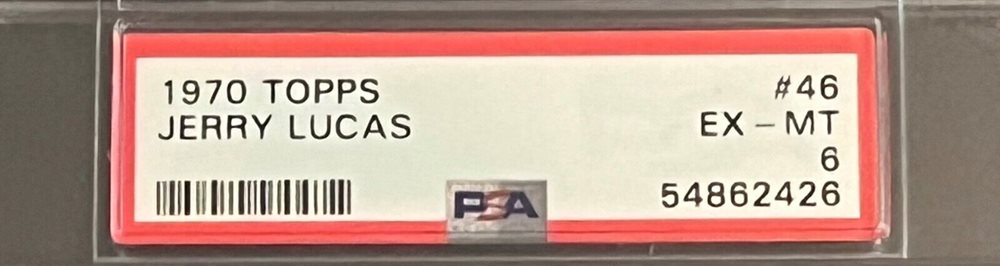 1970 TOPPS #46
JERRY LUCAS EX - MT
6
54862426
PSA